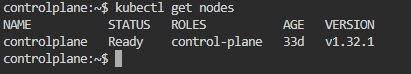 controlplane:~$ kubectl get nodes
NAME STATUS ROLES AGE VERSION
controlplane Ready control-plane 33d v1.32.1
controlplane:~$